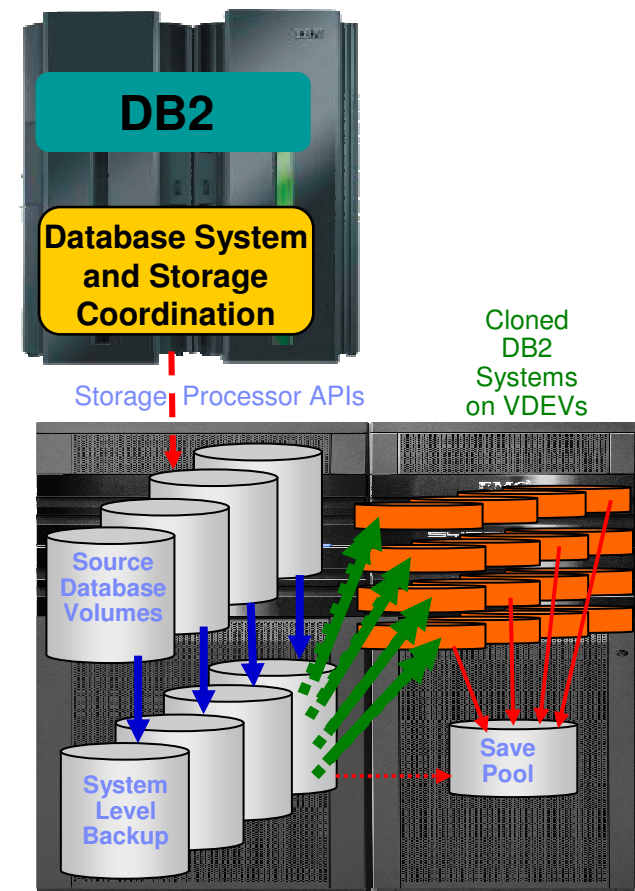 IBM
DB2
Database System
and Storage
Coordination
Cloned
DB2
Systems
on VDEVs
Storage Processor APIs
Source
Database
Volumes
System
Level
Backup
Save
Pool